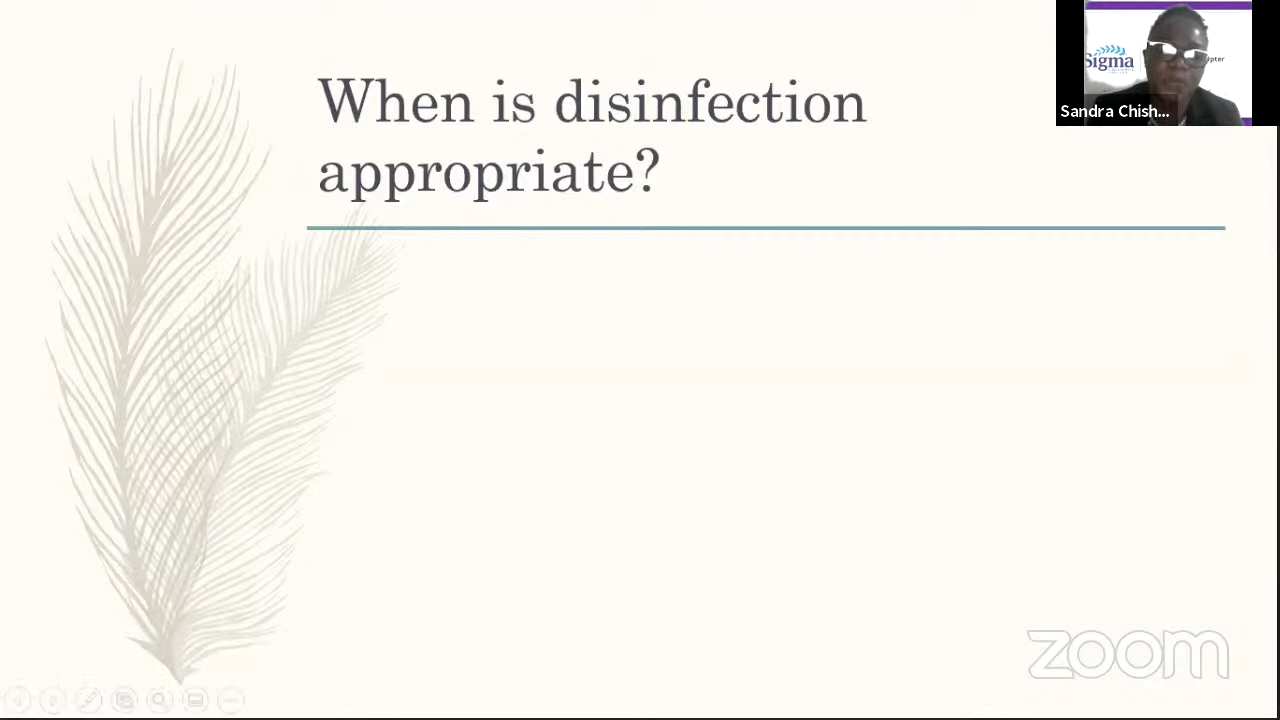 When is disinfection
appropriate?
Sigma
Sandra Chish...
zoom